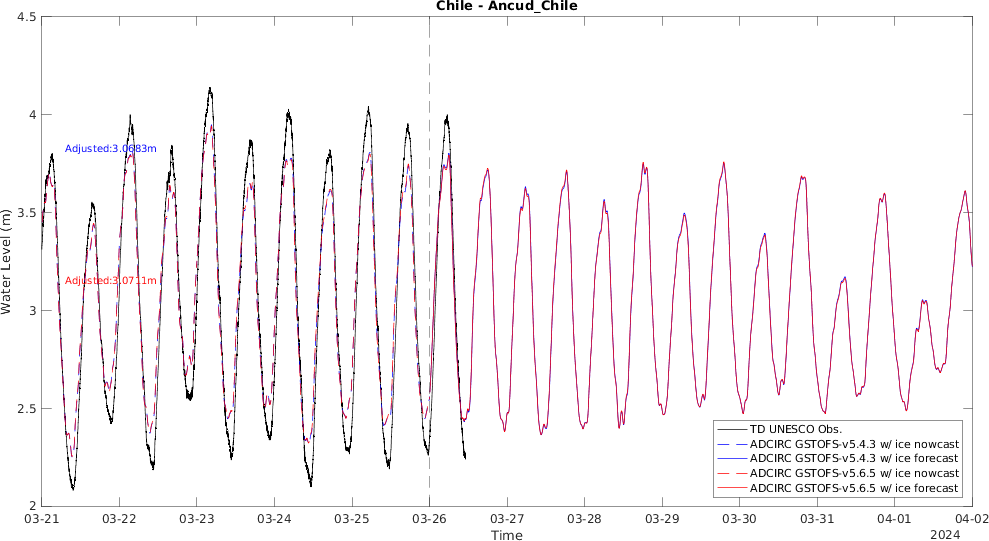 Chile - Ancud_Chile
4.5
4
3.5
3
2.5
2
Water Level (m)
Adjusted:3.0683m
Adjusted:3.0711m
TD UNESCO Obs.
ADCIRC GSTOFS-v5.4.3 w/ ice nowcast
ADCIRC GSTOFS-v5.4.3 w/ ice forecast
ADCIRC GSTOFS-v5.6.5 w/ ice nowcast
ADCIRC GSTOFS-v5.6.5 w/ ice forecast
03-21 03-22 03-23 03-24 03-25 03-26 03-27 03-28 03-29 03-30 03-31 04-01 04-02
Time 2024